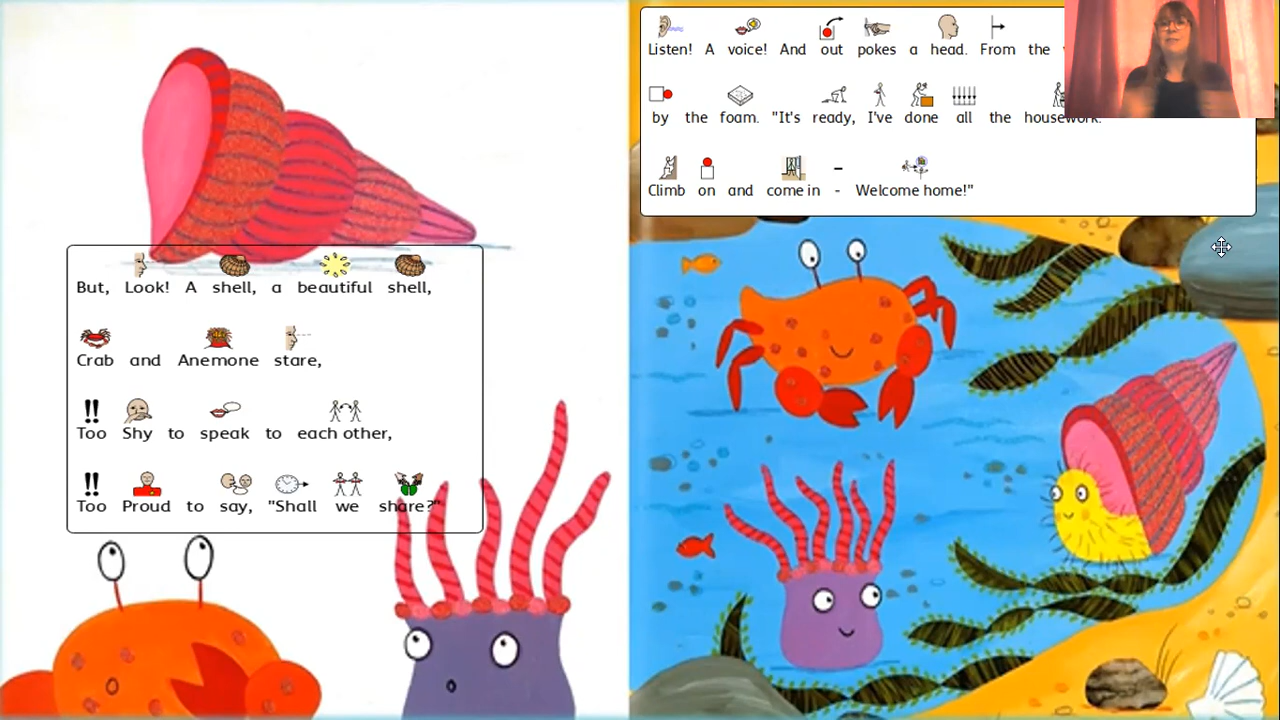 But, Look! A shell, a beautiful shell,
Crab and Anemone stare,
Too Shy to speak to each other,
Too Proud to say, "Shall we share?"
Listen! A voice! And out pokes a head. From the
by the foam. "It's ready, I've done all the housework.
Climb on and come in - Welcome home!"